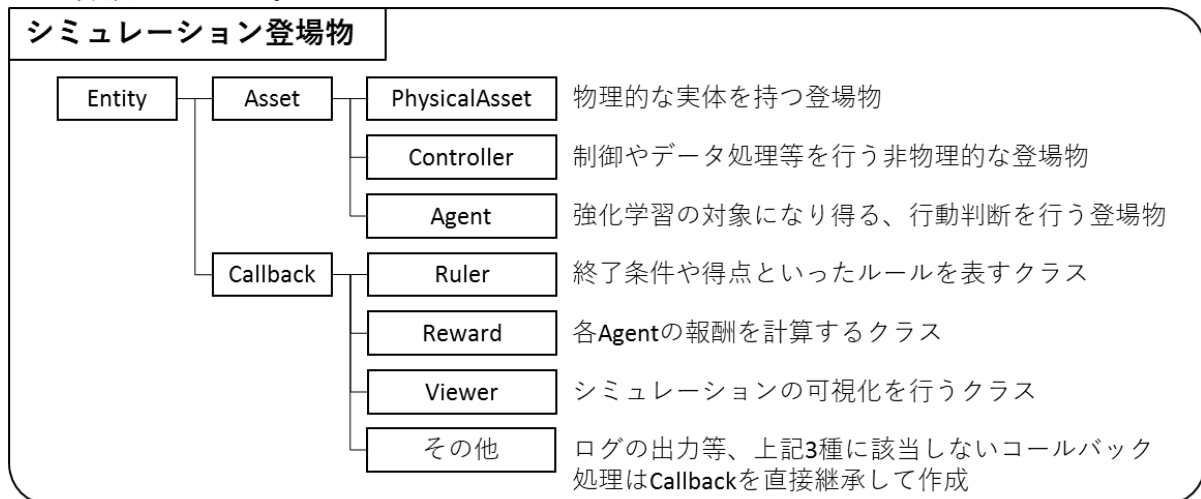 シミュレーション登場物
Entity
Asset
PhysicalAsset
物理的な実体を持つ登場物
Controller
制御やデータ処理等を行う非物理的な登場物
Agent
強化学習の対象になり得る、行動判断を行う登場物
Callback
Ruler
終了条件や得点といったルールを表すクラス
Reward
各Agentの報酬を計算するクラス
Viewer
シミュレーションの可視化を行うクラス
その他
ログの出力等、上記3種に該当しないコールバック
処理はCallbackを直接継承して作成